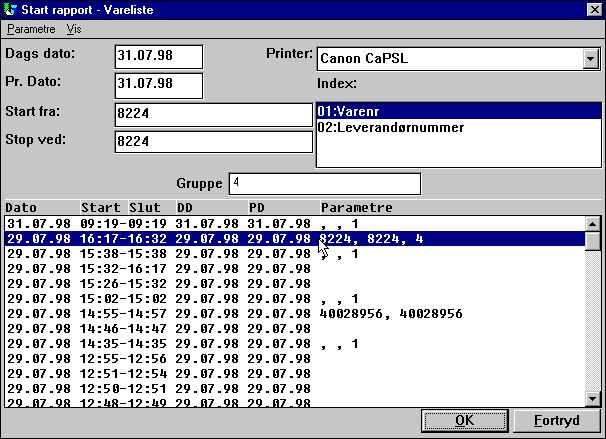 Start rapport - Vareliste
Parametre Vis
Dags dato: 31.07.98 Printer: Canon CaPSL
Pr. Dato: 31.07.98 Index:
Start fra: 8224 01:Varenr
02:Leverandørnummer
Stop ved: 8224
Gruppe 4
Dato Start Slut DD PD Parametre
31.07.98 09:19-09:19 31.07.98 31.07.98 , , 1
29.07.98 16:17-16:32 29.07.98 29.07.98 8224, 8224, 4
29.07.98 15:38-15:38 29.07.98 29.07.98 , , 1
29.07.98 15:32-16:17 29.07.98 29.07.98
29.07.98 15:26-15:32 29.07.98 29.07.98
29.07.98 15:02-15:02 29.07.98 29.07.98 , , 1
29.07.98 14:55-14:57 29.07.98 29.07.98 40028956, 40028956
29.07.98 14:46-14:47 29.07.98 29.07.98
29.07.98 14:35-14:35 29.07.98 29.07.98 , , 1
29.07.98 12:55-12:56 29.07.98 29.07.98
29.07.98 12:51-12:54 29.07.98 29.07.98
29.07.98 12:50-12:51 29.07.98 29.07.98
29.07.98 12:48-12:49 29.07.98 29.07.98
OK Fortryd